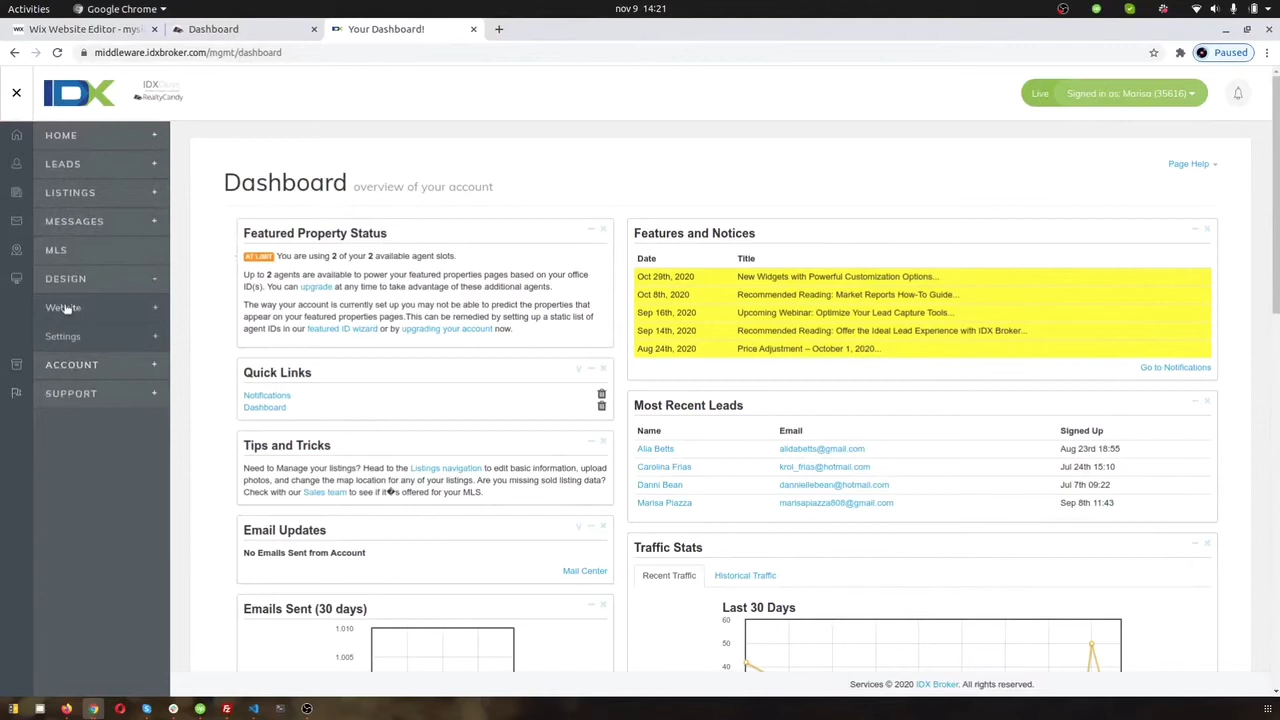 Activities
Google Chrome
nov 9 14:21
Wix Website Editor - mys
Dashboard
Your Dashboard!
middleware.idxbroker.com/mgmt/dashboard
Paused
IDX
IDXGuys
RealtyCandy
Live
Signed in as: Marisa (35616)
HOME
LEADS
LISTINGS
MESSAGES
MLS
DESIGN
Website
Settings
ACCOUNT
SUPPORT
Page Help
Dashboard overview of your account
Featured Property Status
AT LIMIT You are using 2 of your 2 available agent slots.
Up to 2 agents are available to power your featured properties pages based on your office
ID(s). You can upgrade at any time to take advantage of these additional agents.
The way your account is currently set up you may not be able to predict the properties that
appear on your featured properties pages.This can be remedied by setting up a static list of
agent IDs in our featured ID wizard or by upgrading your account now.
Quick Links
Notifications
Dashboard
Tips and Tricks
Need to Manage your listings? Head to the Listings navigation to edit basic information, upload
photos, and change the map location for any of your listings. Are you missing sold listing data?
Check with our Sales team to see if it�s offered for your MLS.
Email Updates
No Emails Sent from Account
Mail Center
Emails Sent (30 days)
1.010
1.005
Features and Notices
Date Title
Oct 29th, 2020 New Widgets with Powerful Customization Options...
Oct 8th, 2020 Recommended Reading: Market Reports How-To Guide...
Sep 16th, 2020 Upcoming Webinar: Optimize Your Lead Capture Tools...
Sep 14th, 2020 Recommended Reading: Offer the Ideal Lead Experience with IDX Broker...
Aug 24th, 2020 Price Adjustment – October 1, 2020...
Go to Notifications
Most Recent Leads
Name Email Signed Up
Alia Betts alidabetts@gmail.com Aug 23rd 18:55
Carolina Frias krol_frias@hotmail.com Jul 24th 15:10
Danni Bean danniellebean@hotmail.com Jul 7th 09:22
Marisa Piazza marisapiazza808@gmail.com Sep 8th 11:43
Traffic Stats
Recent Traffic Historical Traffic
Last 30 Days
60
50
40
Services © 2020 IDX Broker. All rights reserved.